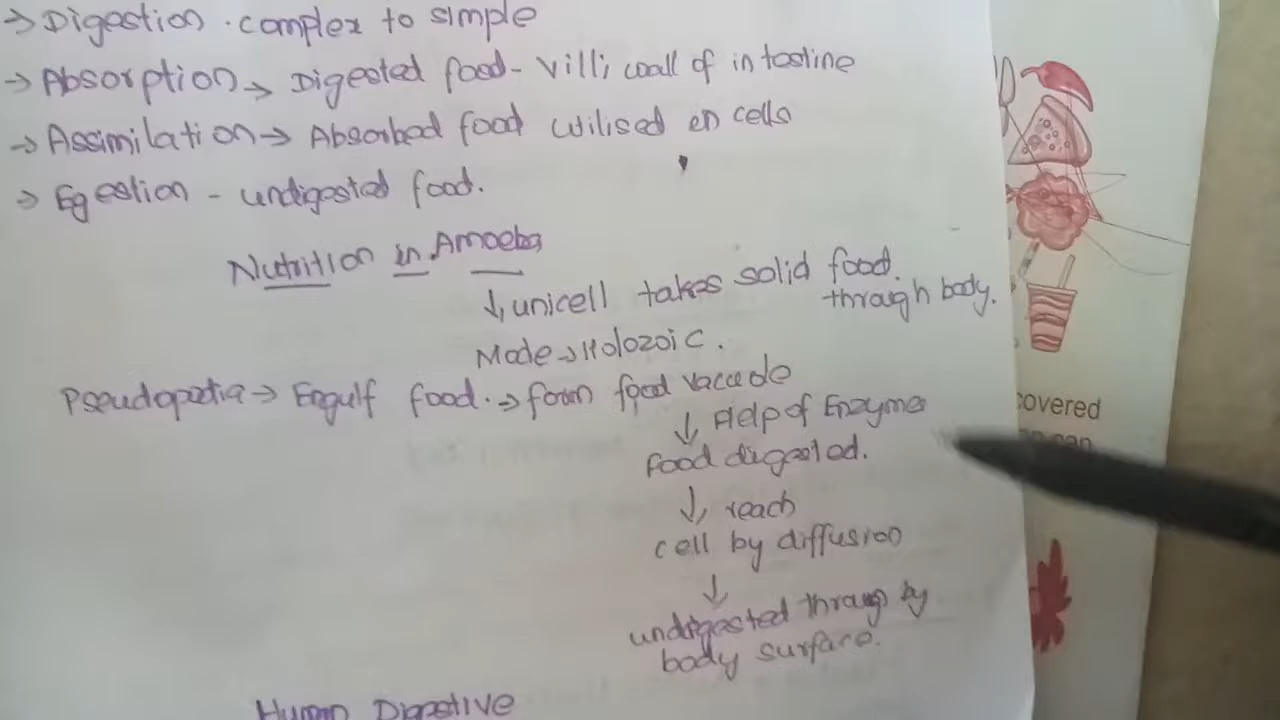 → Digestion . complex to simple
→ Absorption → Digested food - Villi; wall of intestine
→ Assimilation → Absorbed food utilised en cells
→ Egestion - undigested food.
Nutrition in Amoeba
↓, unicell takes solid food.
through body.
Mode → Holozoic.
Pseudopodia → Engulf food. → form food vacuole
↓ Help of Enzymes
Food digested.
↓, reach
cell by diffusion
↓
undigested by
body surface.
Human Digestive
covered
can